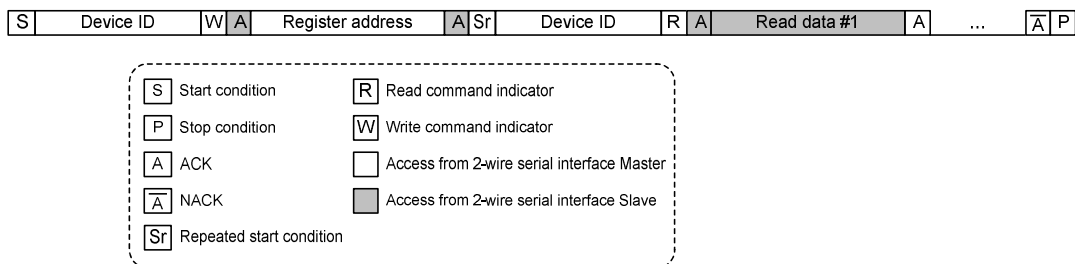 S Device ID W A Register address A Sr Device ID R A Read data #1 A ... A̅ P
S Start condition R Read command indicator
P Stop condition W Write command indicator
A ACK Access from 2-wire serial interface Master
A̅ NACK Access from 2-wire serial interface Slave
Sr Repeated start condition